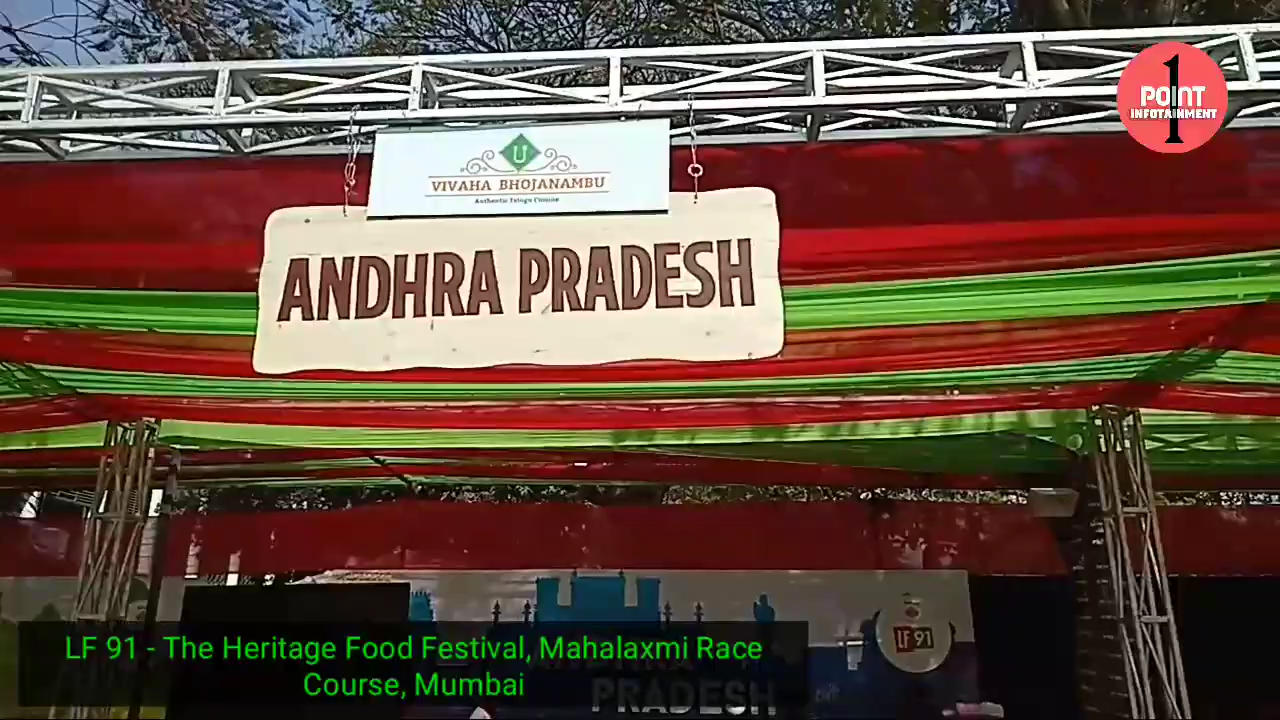 1
POINT
INFOTAINMENT
U
VIVAHA BHOJANAMBU
Authentic Telugu Cuisine
ANDHRA PRADESH
LF 91
LF 91 - The Heritage Food Festival, Mahalaxmi Race
Course, Mumbai
PRADESH